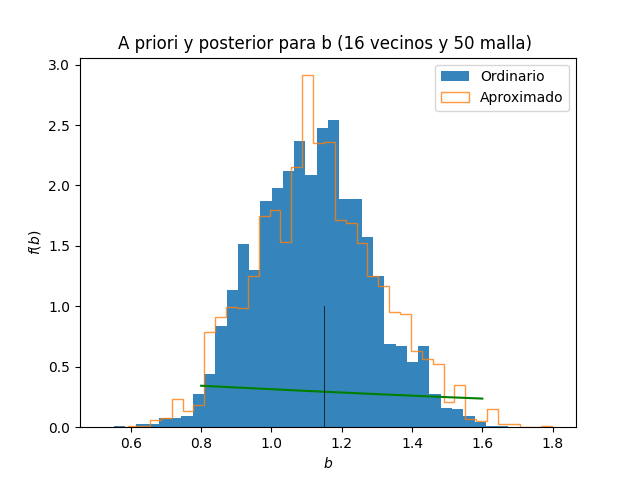 A priori y posterior para b (16 vecinos y 50 malla)
Ordinario
Aproximado
3.0
2.5
2.0
1.5
1.0
0.5
0.0
f(b)
0.6 0.8 1.0 1.2 1.4 1.6 1.8
b